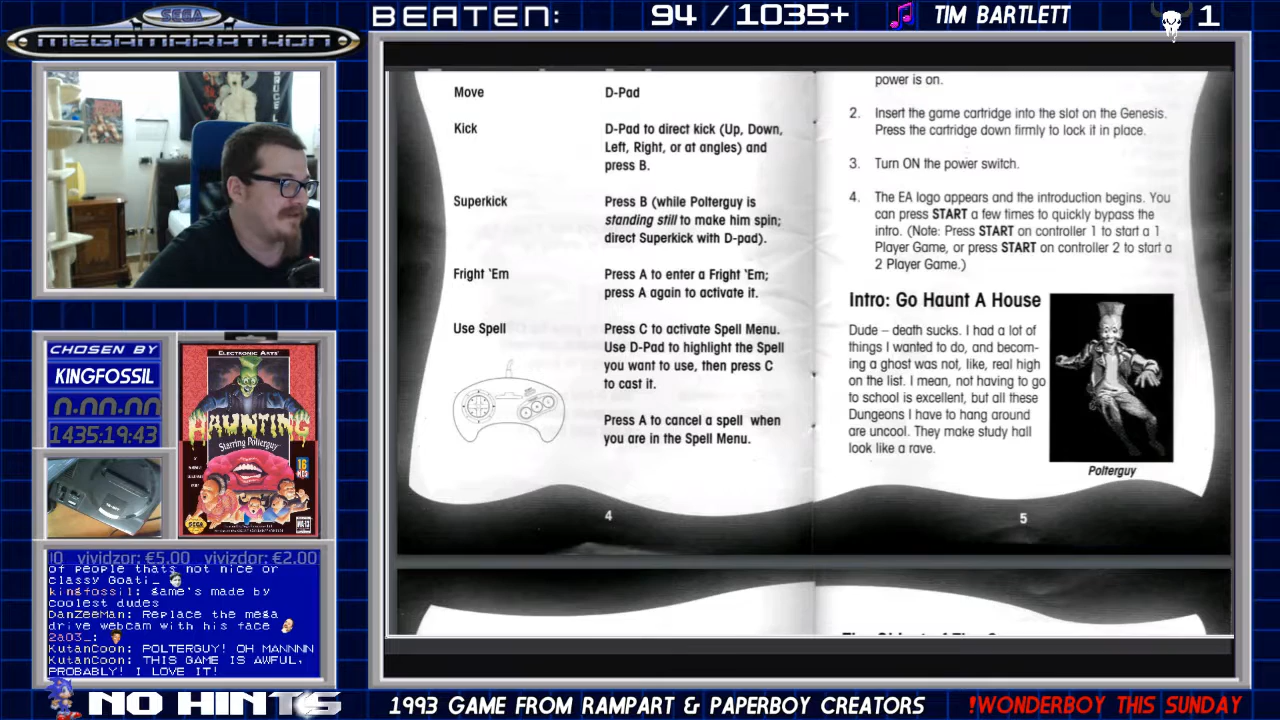 SEGA
MEGAMARATHON
BEATEN:
94 / 1035+
TIM BARTLETT
1
CHOSEN BY
KINGFOSSIL
0.00.00
1435:19:43
ELECTRONIC ARTS
HAUNTING
Starring Polterguy
16
SEGA
vividzor: €5.00 vivizdor: €2.00
of people thats not nice or
classy Goati_
kingfossil: game's made by
coolest dudes
DanZeeMan: Replace the mega
drive webcam with his face
2a03_:
KutanCoon: POLTERGUY! OH MANNNN
KutanCoon: THIS GAME IS AWFUL,
PROBABLY! I LOVE IT!
Move D-Pad
Kick D-Pad to direct kick (Up, Down,
Left, Right, or at angles) and
press B.
Superkick Press B (while Polterguy is
standing still to make him spin;
direct Superkick with D-pad).
Fright 'Em Press A to enter a Fright 'Em;
press A again to activate it.
Use Spell Press C to activate Spell Menu.
Use D-Pad to highlight the Spell
you want to use, then press C
to cast it.
Press A to cancel a spell when
you are in the Spell Menu.
4
power is on.
2. Insert the game cartridge into the slot on the Genesis.
Press the cartridge down firmly to lock it in place.
3. Turn ON the power switch.
4. The EA logo appears and the introduction begins. You
can press START a few times to quickly bypass the
intro. (Note: Press START on controller 1 to start a 1
Player Game, or press START on controller 2 to start a
2 Player Game.)
Intro: Go Haunt A House
Dude – death sucks. I had a lot of
things I wanted to do, and becom-
ing a ghost was not, like, real high
on the list. I mean, not having to go
to school is excellent, but all these
Dungeons I have to hang around
are uncool. They make study hall
look like a rave.
Polterguy
5
NO HINTS
1993 GAME FROM RAMPART & PAPERBOY CREATORS
!WONDERBOY THIS SUNDAY